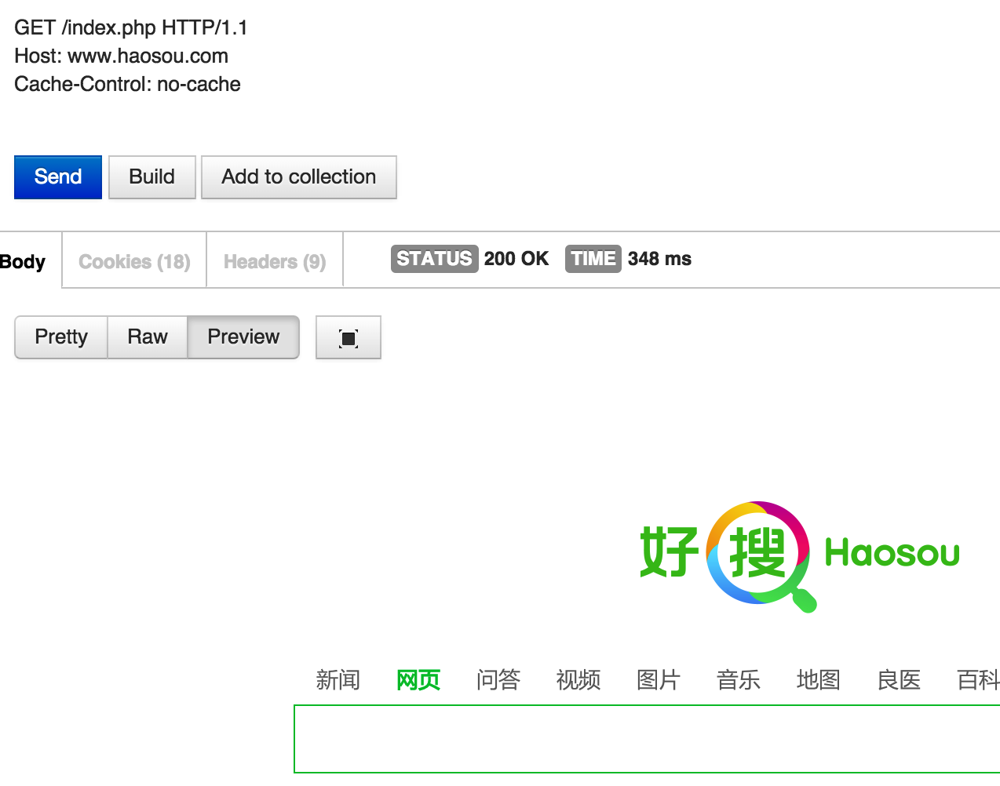 GET /index.php HTTP/1.1
Host: www.haosou.com
Cache-Control: no-cache
Send Build Add to collection
Body Cookies (18) Headers (9) STATUS 200 OK TIME 348 ms
Pretty Raw Preview
好搜 Haosou
新闻 网页 问答 视频 图片 音乐 地图 良医 百科